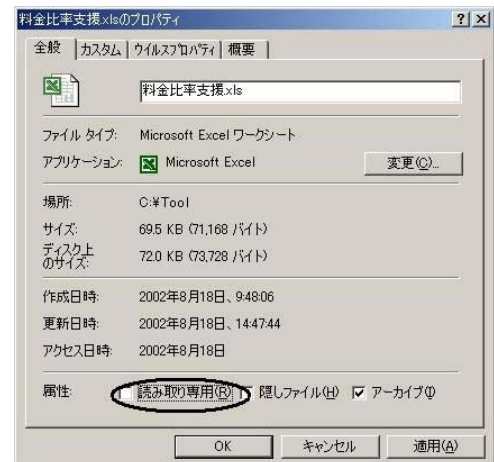 料金比率支援.xlsのプロパティ
全般 カスタム ウイルスプロパティ 概要
料金比率支援.xls
ファイル タイプ: Microsoft Excel ワークシート
アプリケーション: Microsoft Excel 変更(C)...
場所: C:¥Tool
サイズ: 69.5 KB (71,168 バイト)
ディスク上
のサイズ: 72.0 KB (73,728 バイト)
作成日時: 2002年8月18日、9:48:06
更新日時: 2002年8月18日、14:47:44
アクセス日時: 2002年8月18日
属性: 読み取り専用(R) 隠しファイル(H) アーカイブ(I)
OK キャンセル 適用(A)